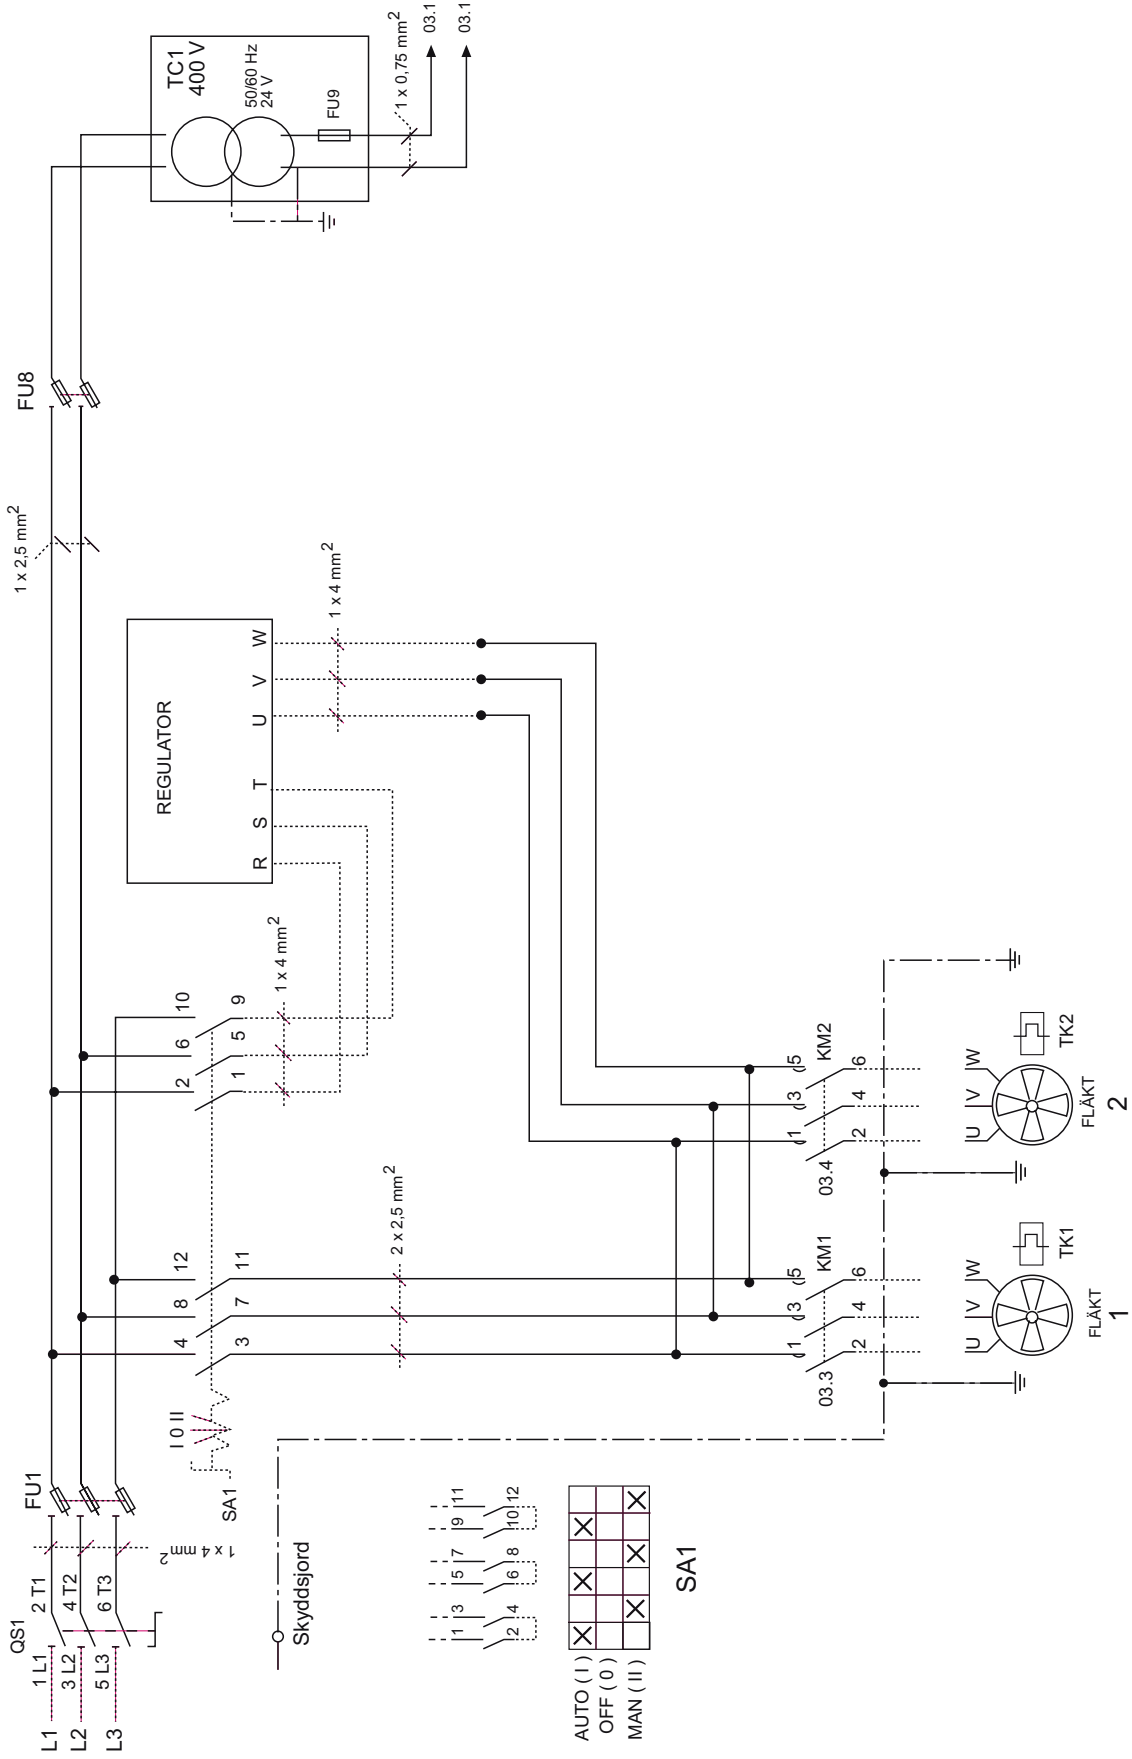 L1
L2
L3
1 L1
3 L2
5 L3
QS1
2 T1
4 T2
6 T3
1 x 4 mm²
FU1
SA1
I 0 II
4
8
12
3
7
11
2
6
10
1
5
9
1 x 4 mm²
2 x 2,5 mm²
REGULATOR
R
S
T
U
V
W
1 x 4 mm²
1 x 2,5 mm²
FU8
TC1
400 V
50/60 Hz
24 V
FU9
1 x 0,75 mm²
03.1
03.1
Skyddsjord
1
3
5
7
9
11
2
4
6
8
10
12
AUTO ( I )
OFF ( 0 )
MAN ( II )
SA1
1
3
5
KM1
03.3
2
4
6
U
V
W
FLÄKT
1
TK1
1
3
5
KM2
03.4
2
4
6
U
V
W
FLÄKT
2
TK2